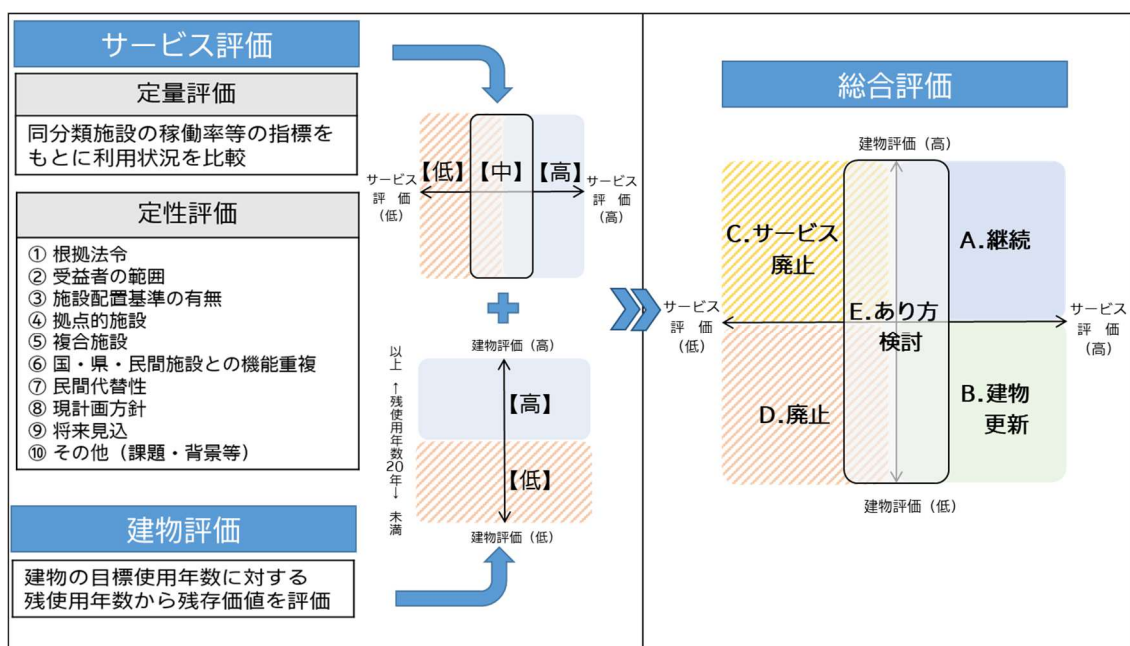 サービス評価
定量評価
同分類施設の稼働率等の指標を
もとに利用状況を比較
定性評価
① 根拠法令
② 受益者の範囲
③ 施設配置基準の有無
④ 拠点的施設
⑤ 複合施設
⑥ 国・県・民間施設との機能重複
⑦ 民間代替性
⑧ 現計画方針
⑨ 将来見込
⑩ その他（課題・背景等）
建物評価
建物の目標使用年数に対する
残使用年数から残存価値を評価
【低】
【中】
【高】
サービス
評　価
（低）
サービス
評　価
（高）
建物評価（高）
以上 ↑残使用年数20年↓ 未満
【高】
【低】
建物評価（低）
総合評価
建物評価（高）
C.サービス
廃止
A.継続
サービス
評　価
（低）
E.あり方
検討
サービス
評　価
（高）
D.廃止
B.建物
更新
建物評価（低）